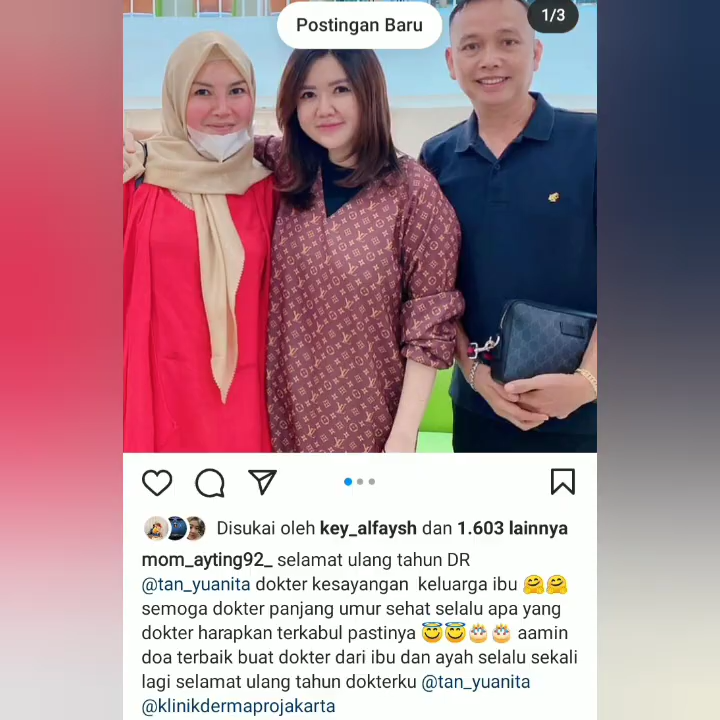 Postingan Baru
1/3
Disukai oleh key_alfaysh dan 1.603 lainnya
mom_ayting92_ selamat ulang tahun DR
@tan_yuanita dokter kesayangan keluarga ibu 🤗🤗
semoga dokter panjang umur sehat selalu apa yang
dokter harapkan terkabul pastinya 😇😇🎂🎂 aamin
doa terbaik buat dokter dari ibu dan ayah selalu sekali
lagi selamat ulang tahun dokterku @tan_yuanita
@klinikdermaprojakarta